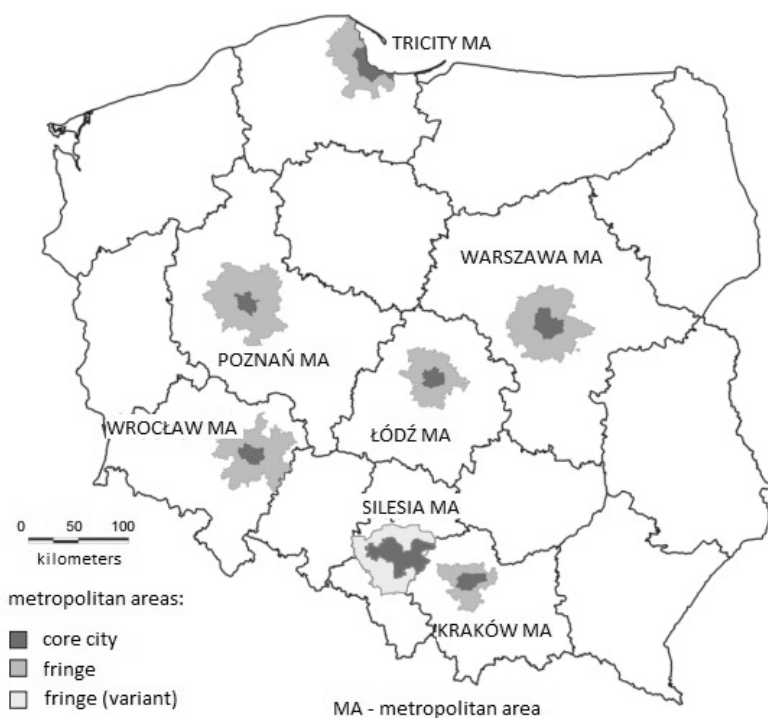 TRICITY MA
WARSZAWA MA
POZNAŃ MA
ŁÓDŹ MA
WROCŁAW MA
SILESIA MA
KRAKÓW MA
0 50 100
kilometers
metropolitan areas:
core city
fringe
fringe (variant)
MA - metropolitan area